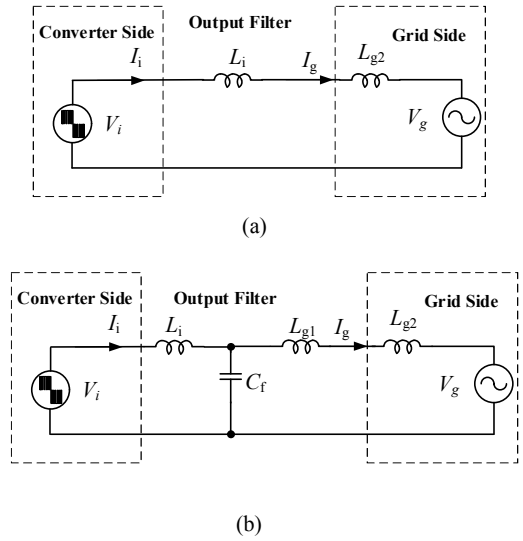 Output Filter
Converter Side
Grid Side
Ii
Li
Ig
Lg2
Vi
Vg
(a)
Converter Side
Output Filter
Grid Side
Ii
Li
Lg1
Ig
Lg2
Cf
Vi
Vg
(b)